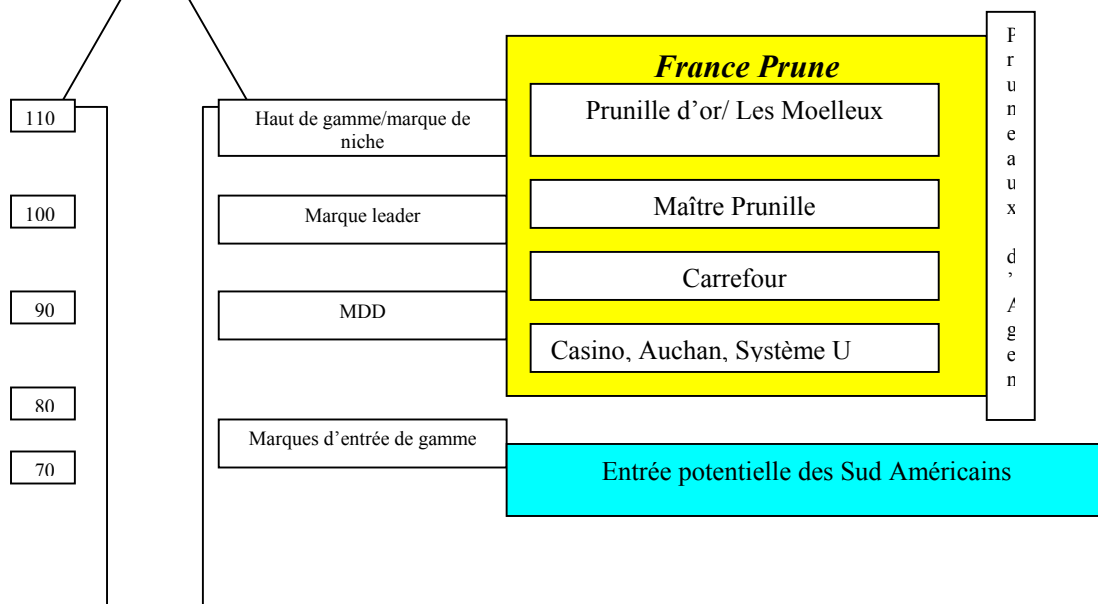 France Prune
110
Haut de gamme/marque de
niche
Prunille d'or/ Les Moelleux
100
Marque leader
Maître Prunille
90
MDD
Carrefour
Casino, Auchan, Système U
80
Marques d'entrée de gamme
70
Entrée potentielle des Sud Américains
Pruneaux d'Agen